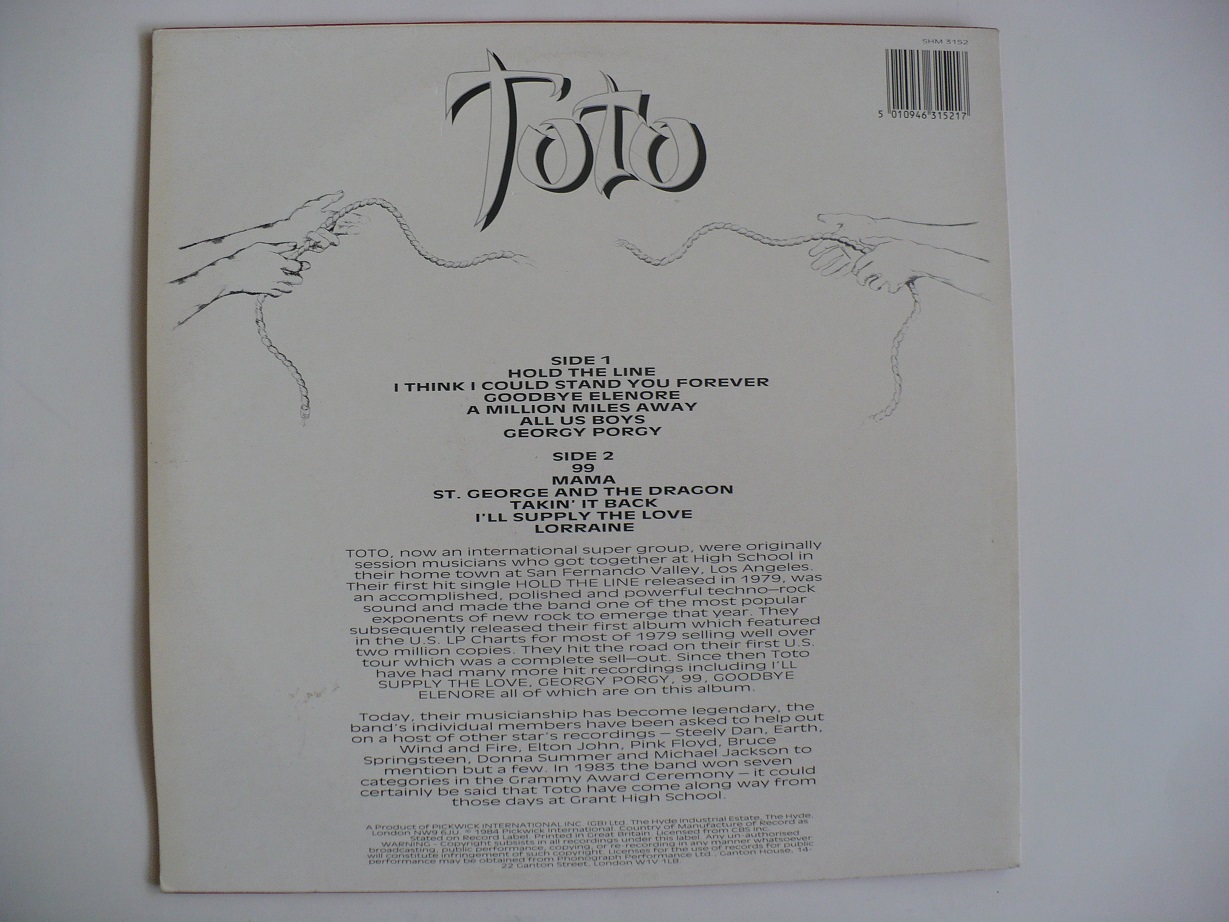 SHM 3152
5 010946 315217
Toto
SIDE 1
HOLD THE LINE
I THINK I COULD STAND YOU FOREVER
GOODBYE ELENORE
A MILLION MILES AWAY
ALL US BOYS
GEORGY PORGY
SIDE 2
99
MAMA
ST. GEORGE AND THE DRAGON
TAKIN' IT BACK
I'LL SUPPLY THE LOVE
LORRAINE
TOTO, now an international super group, were originally
session musicians who got together at High School in
their home town at San Fernando Valley, Los Angeles.
Their first hit single HOLD THE LINE released in 1979, was
an accomplished, polished and powerful techno—rock
sound and made the band one of the most popular
exponents of new rock to emerge that year. They
subsequently released their first album which featured
in the U.S. LP Charts for most of 1979 selling well over
two million copies. They hit the road on their first U.S.
tour which was a complete sell—out. Since then Toto
have had many more hit recordings including I'LL
SUPPLY THE LOVE, GEORGY PORGY, 99, GOODBYE
ELENORE all of which are on this album.
Today, their musicianship has become legendary, the
band's individual members have been asked to help out
on a host of other star's recordings — Steely Dan, Earth,
Wind and Fire, Elton John, Pink Floyd, Bruce
Springsteen, Donna Summer and Michael Jackson to
mention but a few. In 1983 the band won seven
categories in the Grammy Award Ceremony — it could
certainly be said that Toto have come along way from
those days at Grant High School.
A Product of PICKWICK INTERNATIONAL INC. (GB) Ltd. The Hyde Industrial Estate, The Hyde,
London NW9 6JU. ℗ 1984 Pickwick International. Country of Manufacture of Record as
Stated on Record Label. Printed in Great Britain. Licensed from CBS Inc.
WARNING - Copyright subsists in all recordings under this label. Any un-authorised
broadcasting, public performance, copying, or re-recording in any manner whatsoever
will constitute infringement of such copyright. Licenses for the use of records for public
performance may be obtained from Phonograph Performance Ltd., Ganton House, 14-
22 Ganton Street, London W1V 1LB.